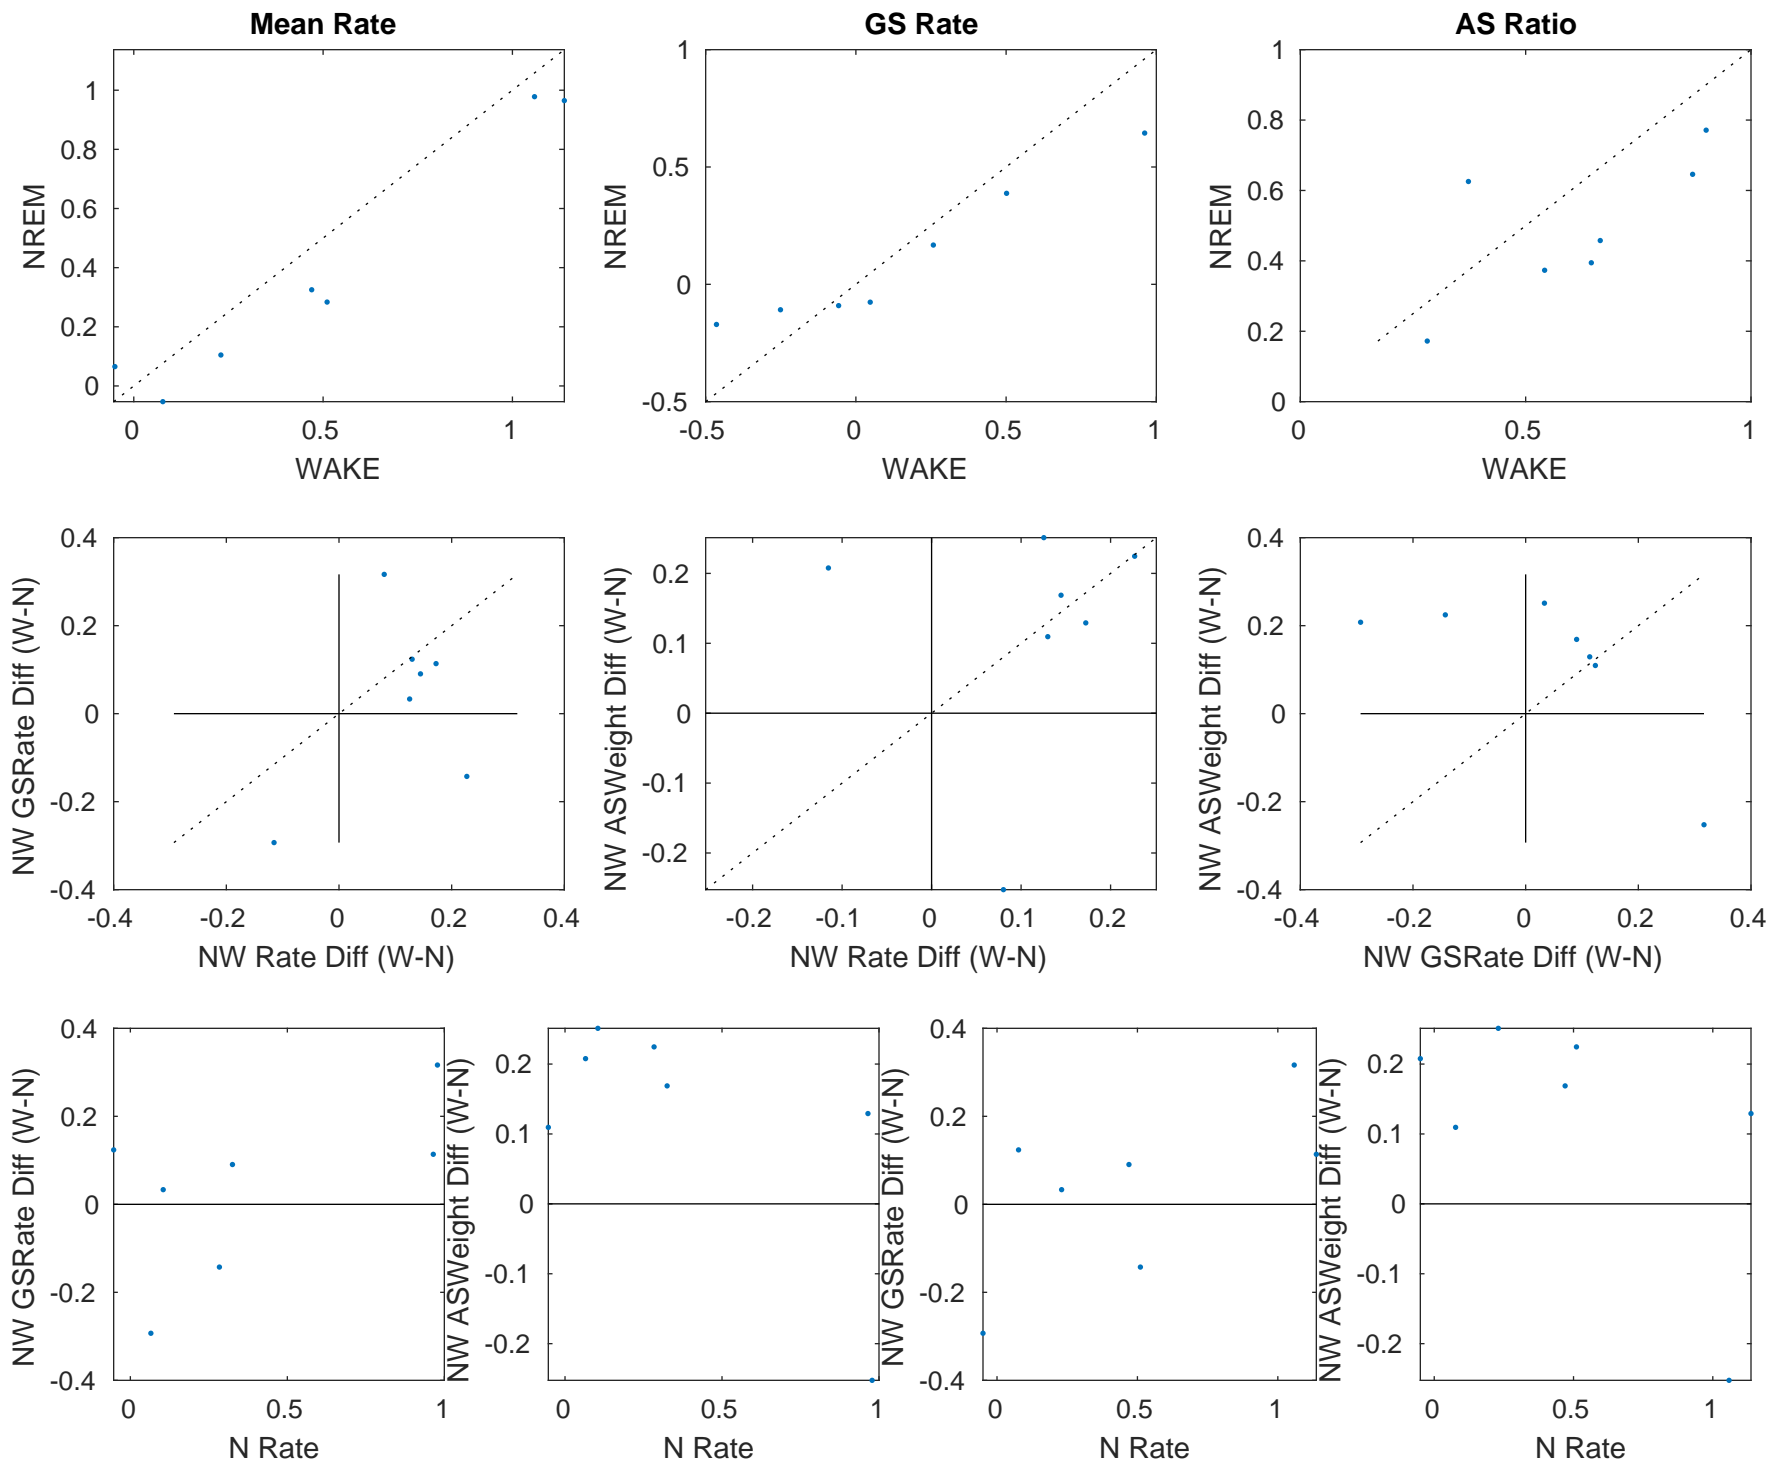 Mean Rate
GS Rate
AS Ratio
NREM
1
0.8
0.6
0.4
0.2
0
0 0.5 1
WAKE
NREM
1
0.5
0
-0.5
-0.5 0 0.5 1
WAKE
NREM
1
0.8
0.6
0.4
0.2
0
0 0.5 1
WAKE
NW GSRate Diff (W-N)
0.4
0.2
0
-0.2
-0.4
-0.4 -0.2 0 0.2 0.4
NW Rate Diff (W-N)
NW ASWeight Diff (W-N)
0.2
0.1
0
-0.1
-0.2
-0.2 -0.1 0 0.1 0.2
NW Rate Diff (W-N)
NW ASWeight Diff (W-N)
0.4
0.2
0
-0.2
-0.4
-0.4 -0.2 0 0.2 0.4
NW GSRate Diff (W-N)
NW GSRate Diff (W-N)
0.4
0.2
0
-0.2
-0.4
0 0.5 1
N Rate
NW ASWeight Diff (W-N)
0.2
0.1
0
-0.1
-0.2
0 0.5 1
N Rate
NW GSRate Diff (W-N)
0.4
0.2
0
-0.2
-0.4
0 0.5 1
N Rate
NW ASWeight Diff (W-N)
0.2
0.1
0
-0.1
-0.2
0 0.5 1
N Rate